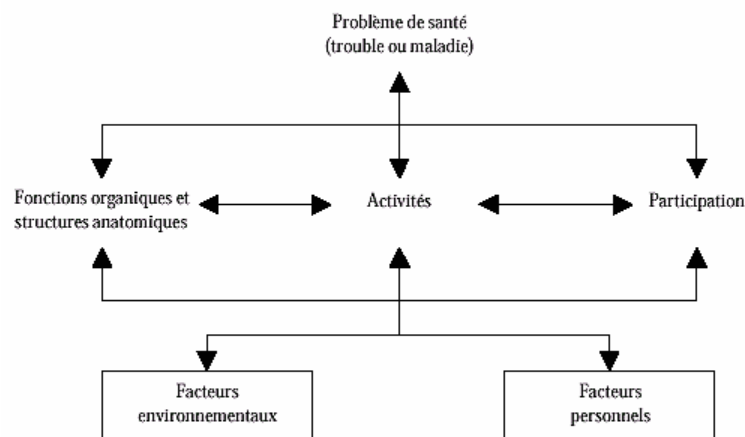 Problème de santé
(trouble ou maladie)
Fonctions organiques et
structures anatomiques
Activités
Participation
Facteurs
environnementaux
Facteurs
personnels